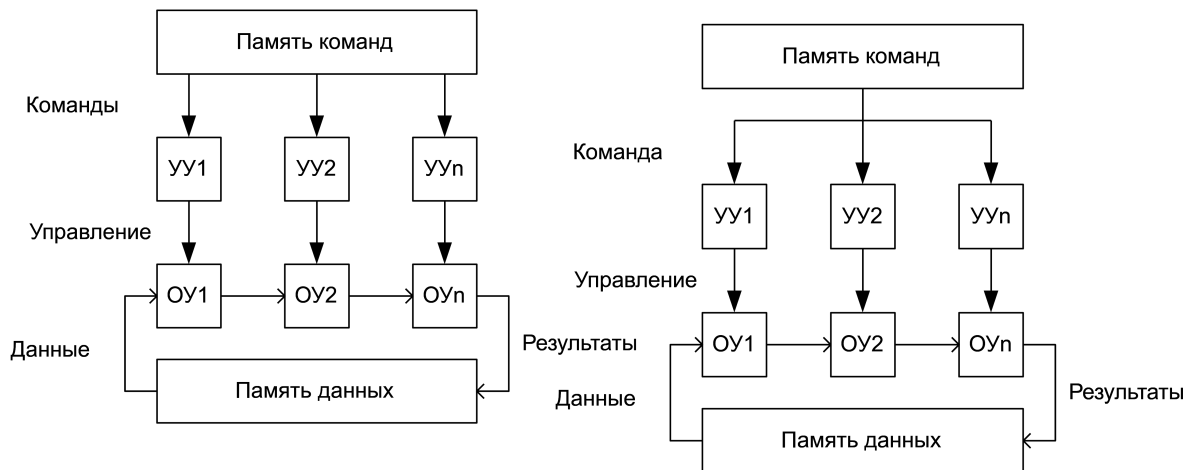 Память команд
Команды
УУ1
УУ2
УУn
Управление
ОУ1
ОУ2
ОУn
Данные
Результаты
Память данных
Память команд
Команда
УУ1
УУ2
УУn
Управление
ОУ1
ОУ2
ОУn
Данные
Результаты
Память данных